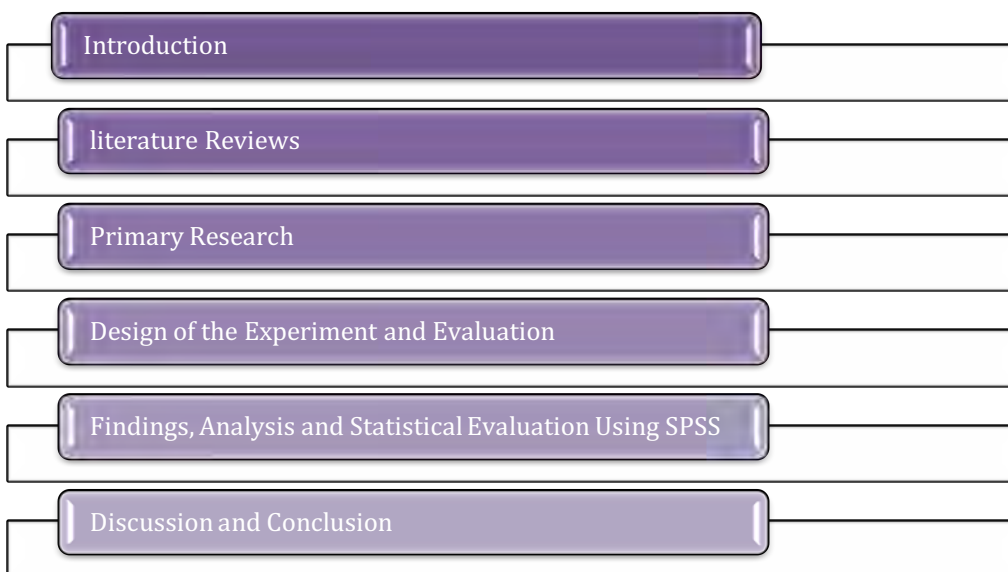 Introduction
literature Reviews
Primary Research
Design of the Experiment and Evaluation
Findings, Analysis and Statistical Evaluation Using SPSS
Discussion and Conclusion